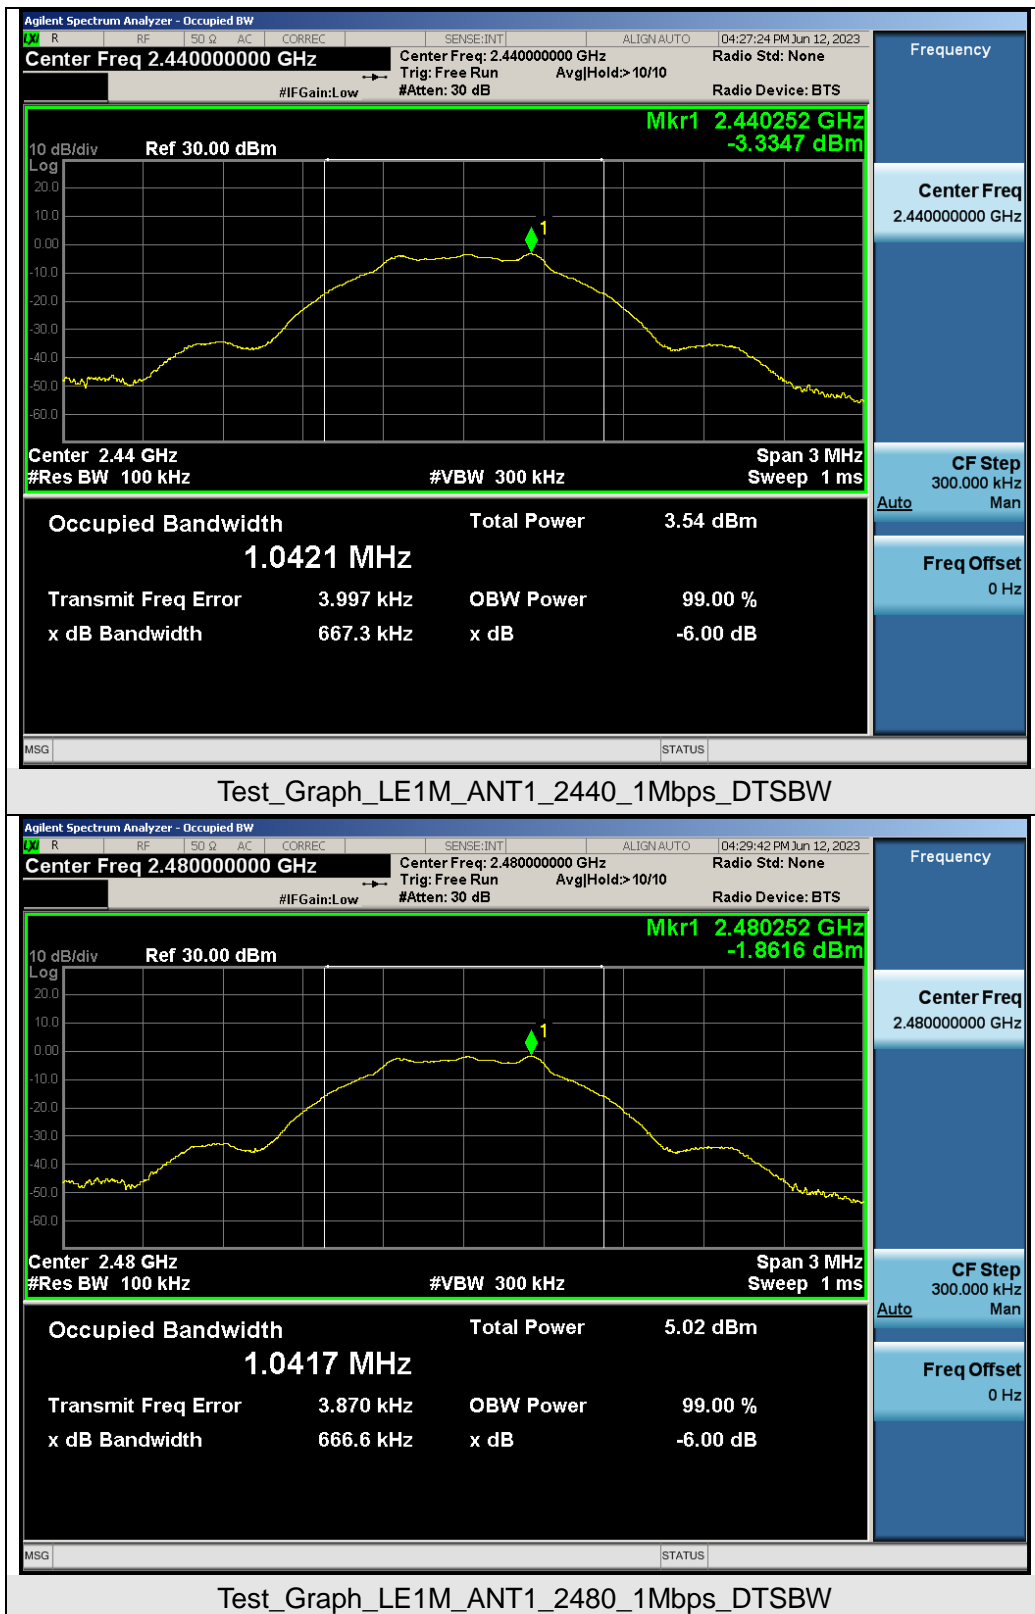 Agilent Spectrum Analyzer - Occupied BW
LXI R RF 50 Ω AC CORREC SENSE:INT ALIGN AUTO 04:27:24 PM Jun 12, 2023
Center Freq 2.440000000 GHz
Center Freq: 2.440000000 GHz Radio Std: None
Trig: Free Run Avg|Hold:>10/10
#IFGain:Low #Atten: 30 dB Radio Device: BTS
Frequency
Mkr1 2.440252 GHz
-3.3347 dBm
10 dB/div Ref 30.00 dBm
Log
20.0
10.0
0.00
-10.0
-20.0
-30.0
-40.0
-50.0
-60.0
1
Center Freq
2.440000000 GHz
Center 2.44 GHz Span 3 MHz
#Res BW 100 kHz #VBW 300 kHz Sweep 1 ms
CF Step
300.000 kHz
Auto Man
Occupied Bandwidth Total Power 3.54 dBm
1.0421 MHz
Freq Offset
0 Hz
Transmit Freq Error 3.997 kHz OBW Power 99.00 %
x dB Bandwidth 667.3 kHz x dB -6.00 dB
MSG STATUS
Test_Graph_LE1M_ANT1_2440_1Mbps_DTSBW
Agilent Spectrum Analyzer - Occupied BW
LXI R RF 50 Ω AC CORREC SENSE:INT ALIGN AUTO 04:29:42 PM Jun 12, 2023
Center Freq 2.480000000 GHz
Center Freq: 2.480000000 GHz Radio Std: None
Trig: Free Run Avg|Hold:>10/10
#IFGain:Low #Atten: 30 dB Radio Device: BTS
Frequency
Mkr1 2.480252 GHz
-1.8616 dBm
10 dB/div Ref 30.00 dBm
Log
20.0
10.0
0.00
-10.0
-20.0
-30.0
-40.0
-50.0
-60.0
1
Center Freq
2.480000000 GHz
Center 2.48 GHz Span 3 MHz
#Res BW 100 kHz #VBW 300 kHz Sweep 1 ms
CF Step
300.000 kHz
Auto Man
Occupied Bandwidth Total Power 5.02 dBm
1.0417 MHz
Freq Offset
0 Hz
Transmit Freq Error 3.870 kHz OBW Power 99.00 %
x dB Bandwidth 666.6 kHz x dB -6.00 dB
MSG STATUS
Test_Graph_LE1M_ANT1_2480_1Mbps_DTSBW